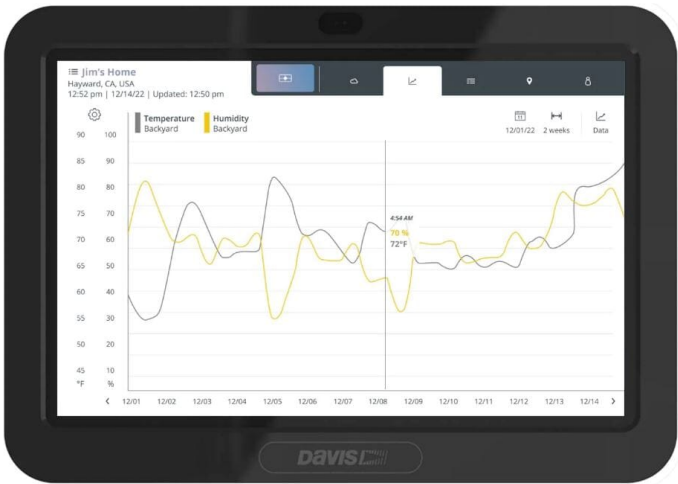 Jim's Home
Hayward, CA, USA
12:52 pm | 12/14/22 | Updated: 12:50 pm
Temperature
Backyard
Humidity
Backyard
11
12/01/22
2 weeks
Data
90 100
85 90
80 80
75 70
70 60
65 50
60 40
55 30
50 20
45 10
°F %
4:54 AM
70 %
72°F
12/01 12/02 12/03 12/04 12/05 12/06 12/07 12/08 12/09 12/10 12/11 12/12 12/13 12/14
DAVIS